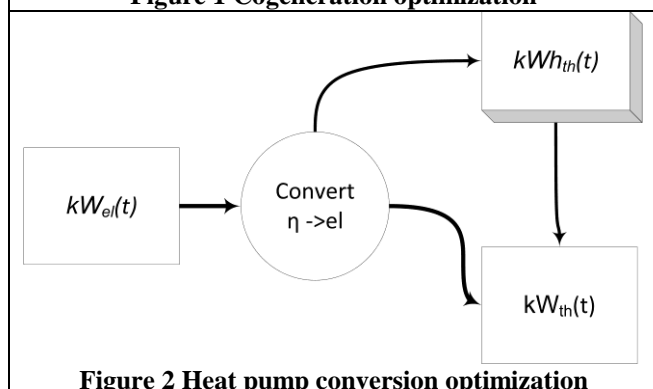 Figure 1 Cogeneration optimization
kWh_th(t)
kW_el(t)
Convert
η ->el
kW_th(t)
Figure 2 Heat pump conversion optimization